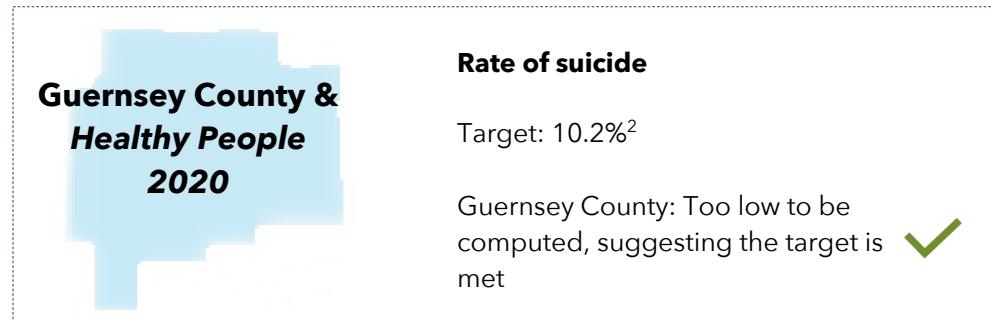 Guernsey County &
Healthy People
2020
Rate of suicide
Target: 10.2%²
Guernsey County: Too low to be
computed, suggesting the target is
met